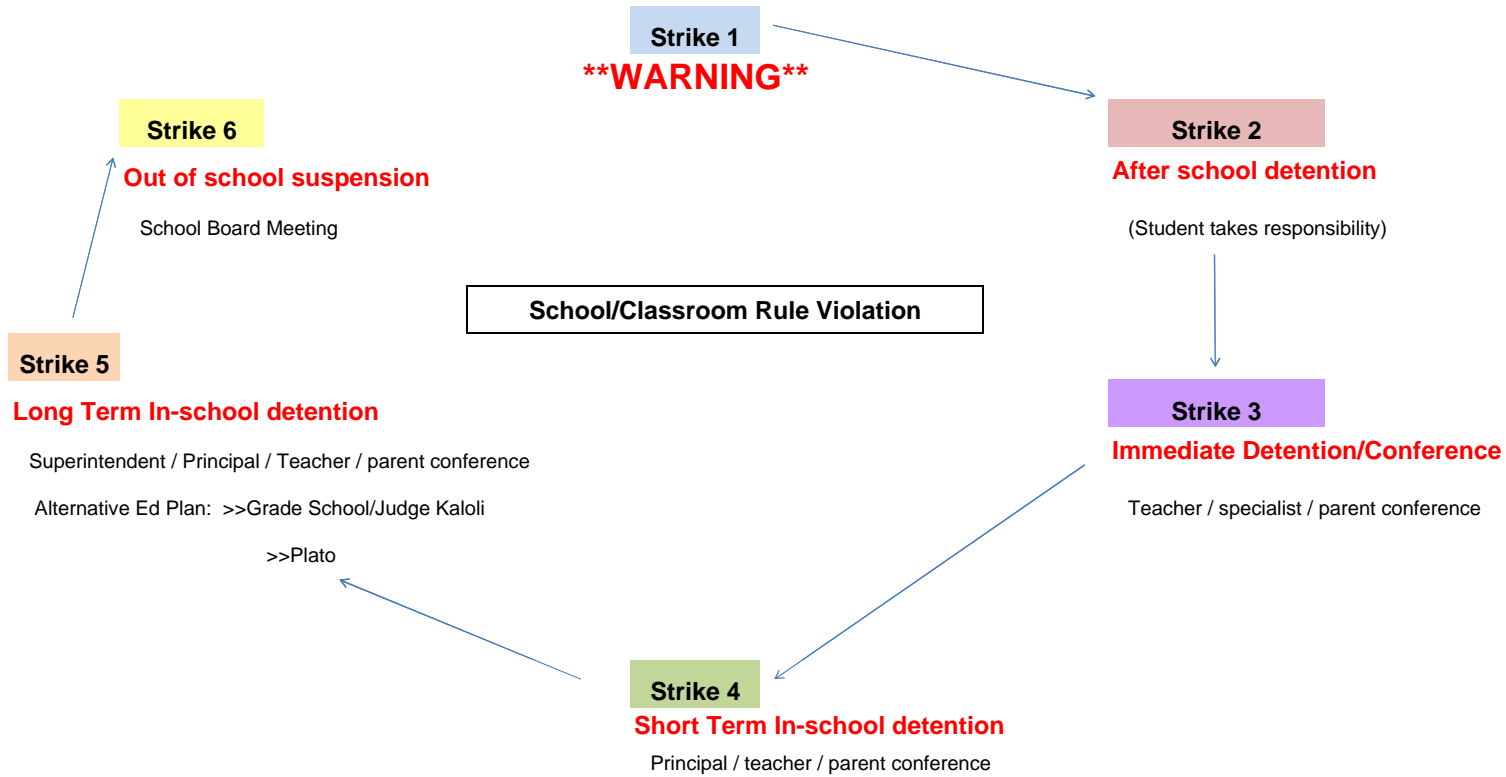 Strike 1
**WARNING**
Strike 2
After school detention
(Student takes responsibility)
Strike 3
Immediate Detention/Conference
Teacher / specialist / parent conference
Strike 4
Short Term In-school detention
Principal / teacher / parent conference
Strike 5
Long Term In-school detention
Superintendent / Principal / Teacher / parent conference
Alternative Ed Plan: >>Grade School/Judge Kaloli
>>Plato
Strike 6
Out of school suspension
School Board Meeting
School/Classroom Rule Violation